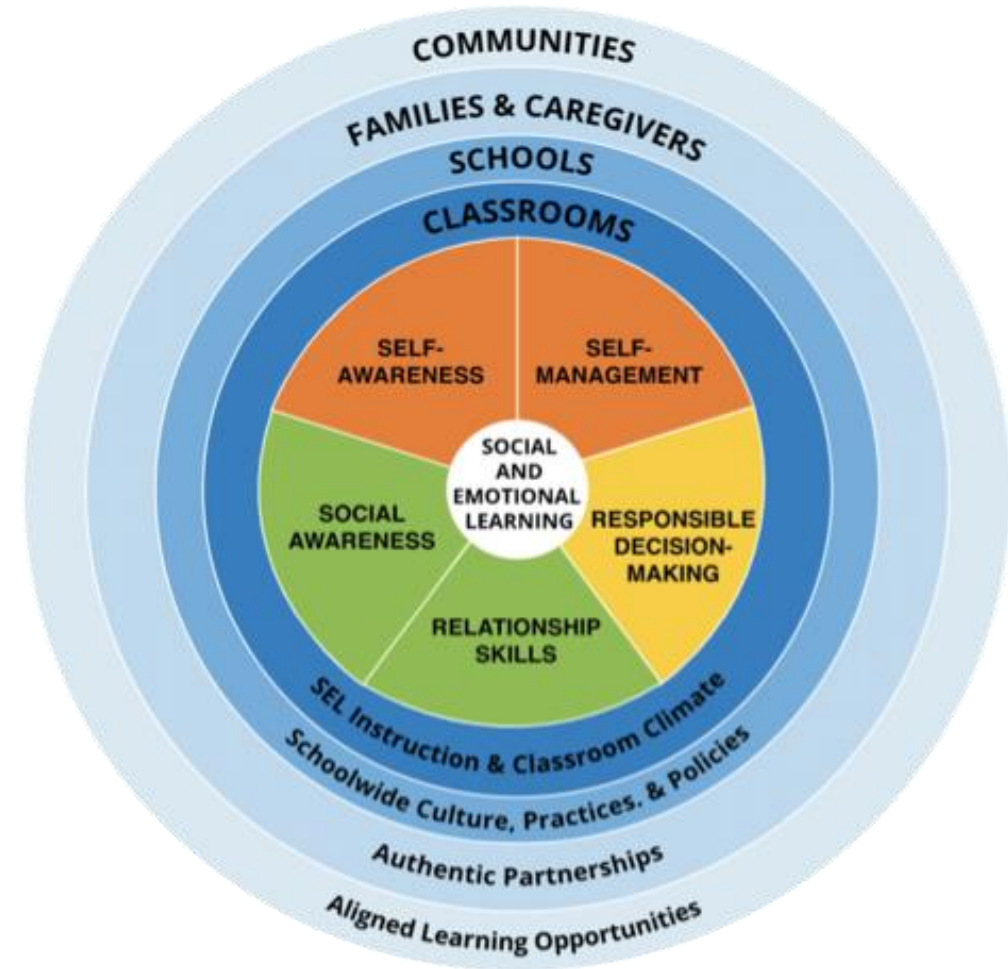 COMMUNITIES
FAMILIES & CAREGIVERS
SCHOOLS
CLASSROOMS
SELF-
AWARENESS
SELF-
MANAGEMENT
SOCIAL
AND
EMOTIONAL
LEARNING
SOCIAL
AWARENESS
RESPONSIBLE
DECISION-
MAKING
RELATIONSHIP
SKILLS
SEL Instruction & Classroom Climate
Schoolwide Culture, Practices. & Policies
Authentic Partnerships
Aligned Learning Opportunities